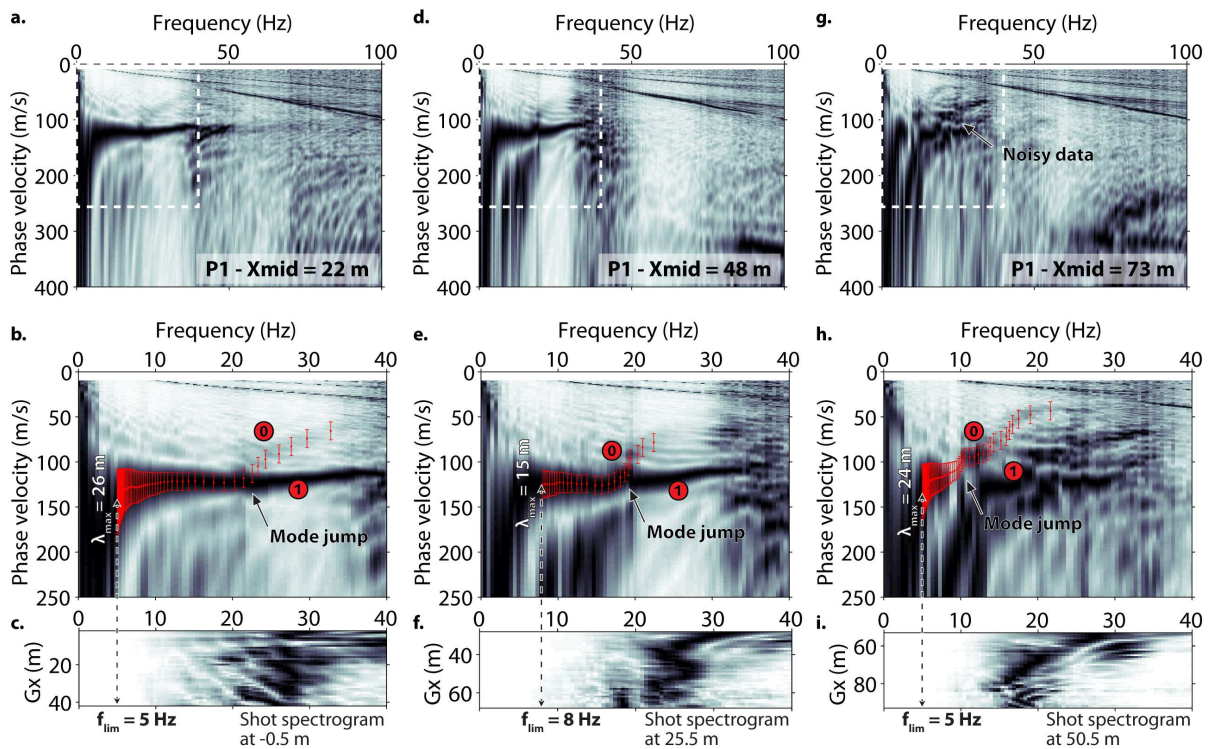 a.
Frequency (Hz)
0 50 100
Phase velocity (m/s)
0
100
200
300
400
P1 - Xmid = 22 m
d.
Frequency (Hz)
0 50 100
Phase velocity (m/s)
0
100
200
300
400
P1 - Xmid = 48 m
g.
Frequency (Hz)
0 50 100
Phase velocity (m/s)
0
100
200
300
400
Noisy data
P1 - Xmid = 73 m
b.
Frequency (Hz)
0 10 20 30 40
Phase velocity (m/s)
0
50
100
150
200
250
0
1
λmax = 26 m
Mode jump
e.
Frequency (Hz)
0 10 20 30 40
Phase velocity (m/s)
0
50
100
150
200
250
0
1
λmax = 15 m
Mode jump
h.
Frequency (Hz)
0 10 20 30 40
Phase velocity (m/s)
0
50
100
150
200
250
0
1
λmax = 24 m
Mode jump
c.
Gx (m)
20
40
flim = 5 Hz
Shot spectrogram
at -0.5 m
f.
Gx (m)
40
60
flim = 8 Hz
Shot spectrogram
at 25.5 m
i.
Gx (m)
60
80
flim = 5 Hz
Shot spectrogram
at 50.5 m